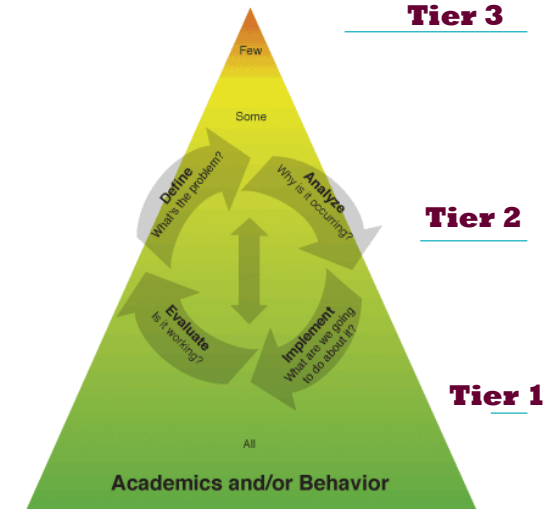 Tier 3
Few
Some
Define
What's the problem?
Analyze
Why is it occurring?
Tier 2
Evaluate
Is it working?
Implement
What are we going
to do about it?
Tier 1
All
Academics and/or Behavior